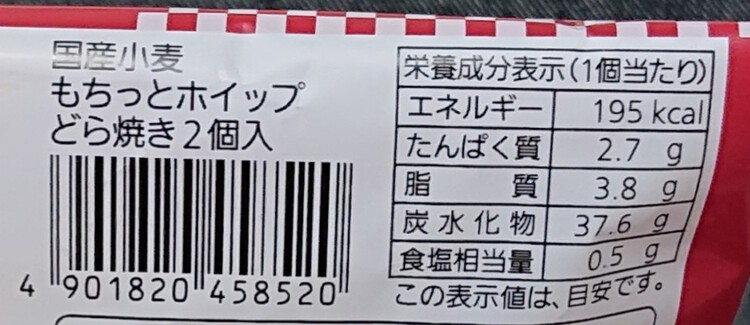 国産小麦
もちっとホイップ
どら焼き2個入
4 901820 458520
栄養成分表示(1個当たり)
エネルギー 195 kcal
たんぱく質 2.7 g
脂質 3.8 g
炭水化物 37.6 g
食塩相当量 0.5 g
この表示値は、目安です。